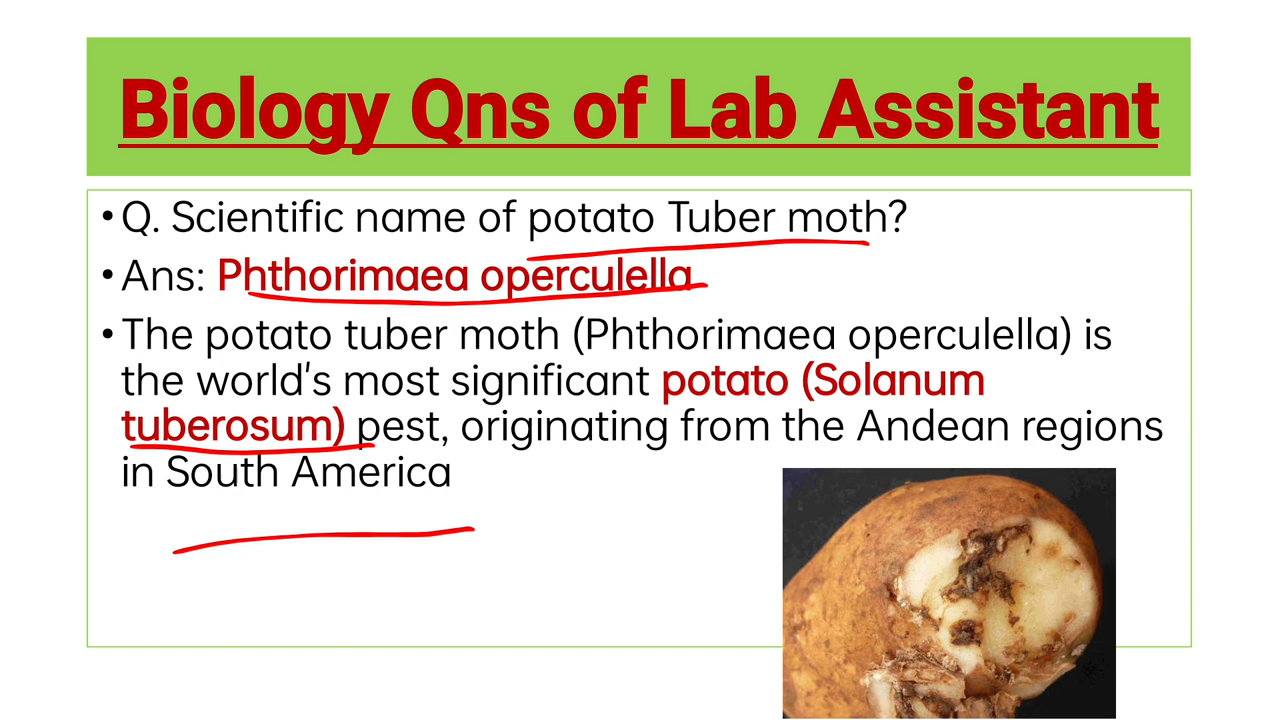 Biology Qns of Lab Assistant
• Q. Scientific name of potato Tuber moth?
• Ans: Phthorimaea operculella
• The potato tuber moth (Phthorimaea operculella) is
the world's most significant potato (Solanum
tuberosum) pest, originating from the Andean regions
in South America